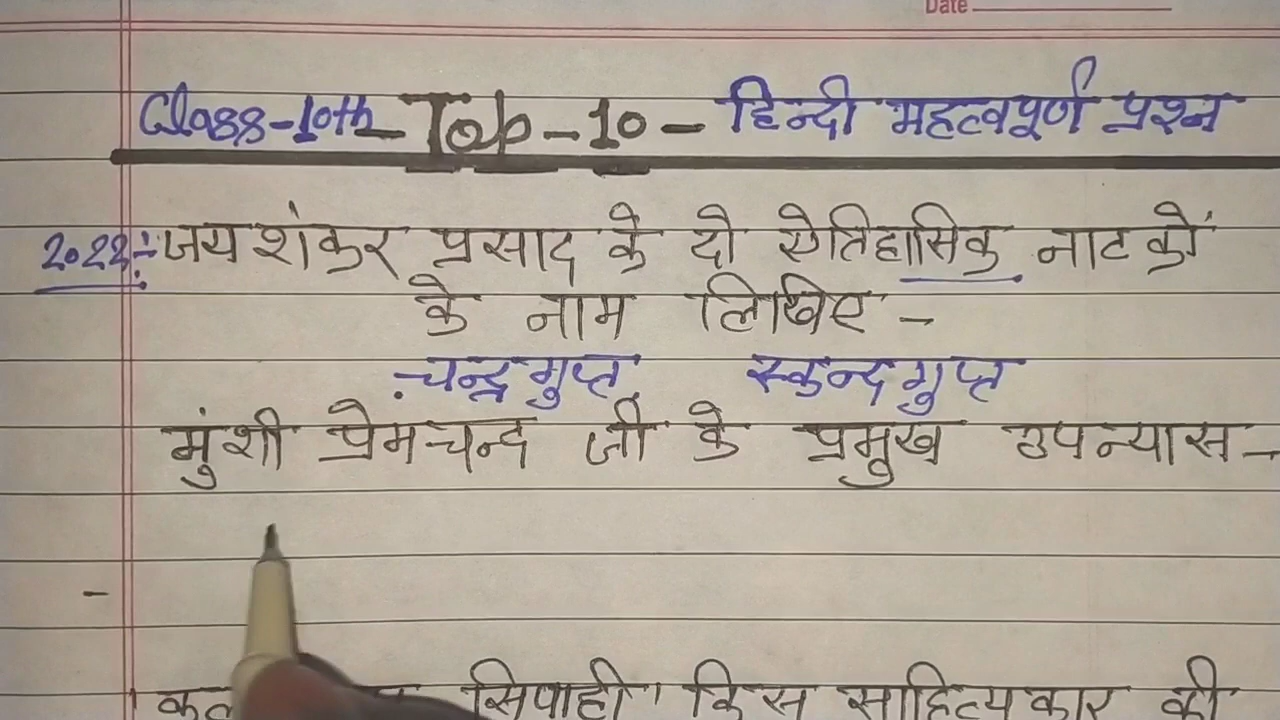 Date
Class-10th - Top-10 - हिन्दी महत्वपूर्ण प्रश्न
2022:- जयशंकर प्रसाद के दो ऐतिहासिक नाटकों
के नाम लिखिए -
चन्द्रगुप्त स्कन्दगुप्त
मुंशी प्रेमचन्द जी के प्रमुख उपन्यास -
सिपाही' किस साहित्यकार की